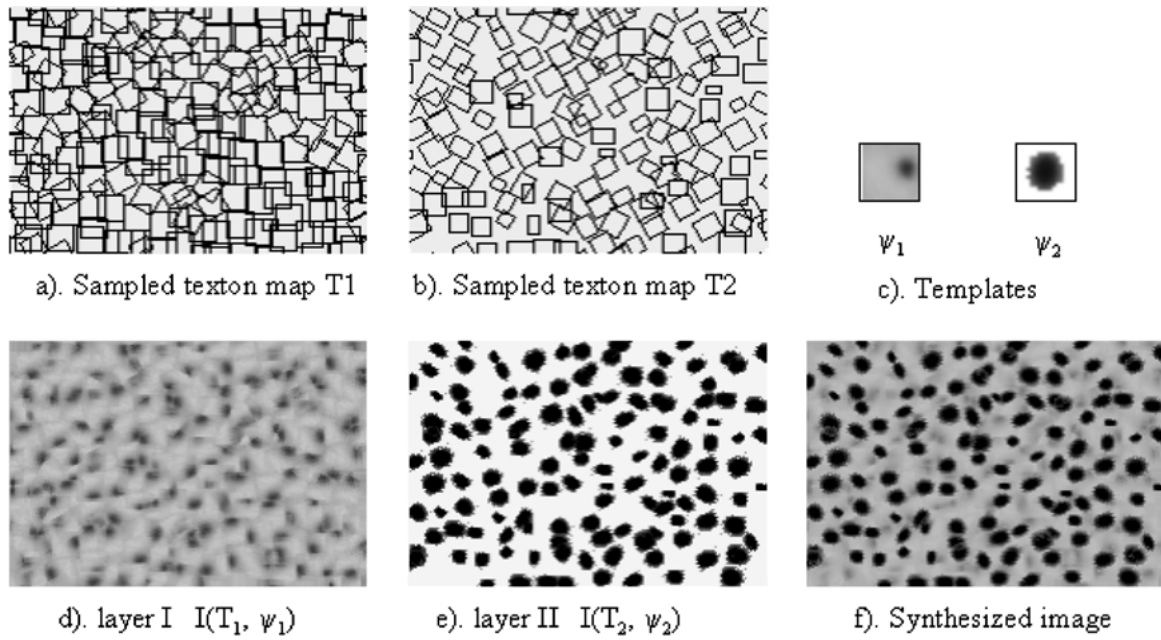 ψ₁ ψ₂
a). Sampled texton map T1 b). Sampled texton map T2 c). Templates
d). layer I I(T₁, ψ₁) e). layer II I(T₂, ψ₂) f). Synthesized image